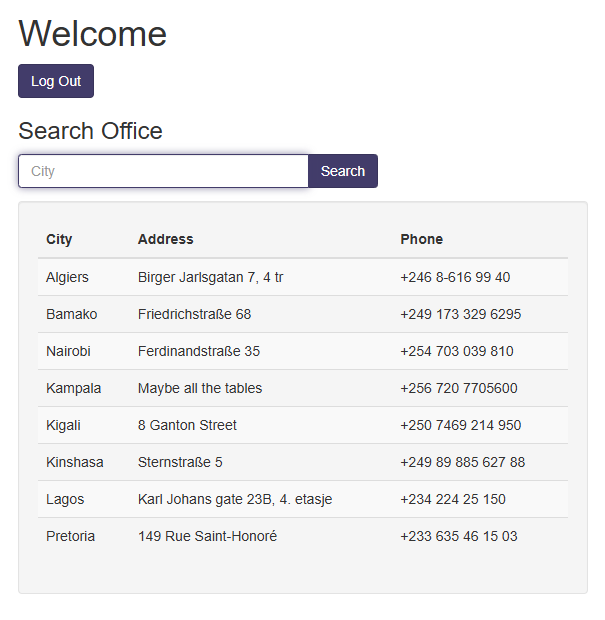 Welcome
Log Out
Search Office
City Search
City Address Phone
Algiers Birger Jarlsgatan 7, 4 tr +246 8-616 99 40
Bamako Friedrichstraße 68 +249 173 329 6295
Nairobi Ferdinandstraße 35 +254 703 039 810
Kampala Maybe all the tables +256 720 7705600
Kigali 8 Ganton Street +250 7469 214 950
Kinshasa Sternstraße 5 +249 89 885 627 88
Lagos Karl Johans gate 23B, 4. etasje +234 224 25 150
Pretoria 149 Rue Saint-Honoré +233 635 46 15 03